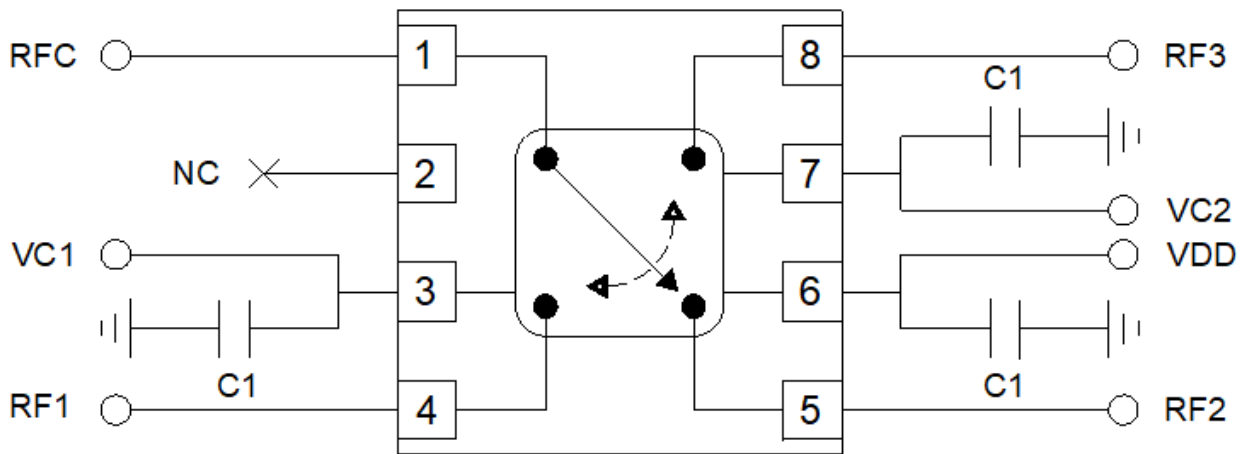 RFC 1 8 RF3
C1
NC 2 7
VC2
VC1 VDD
3 6
C1 C1
RF1 4 5 RF2